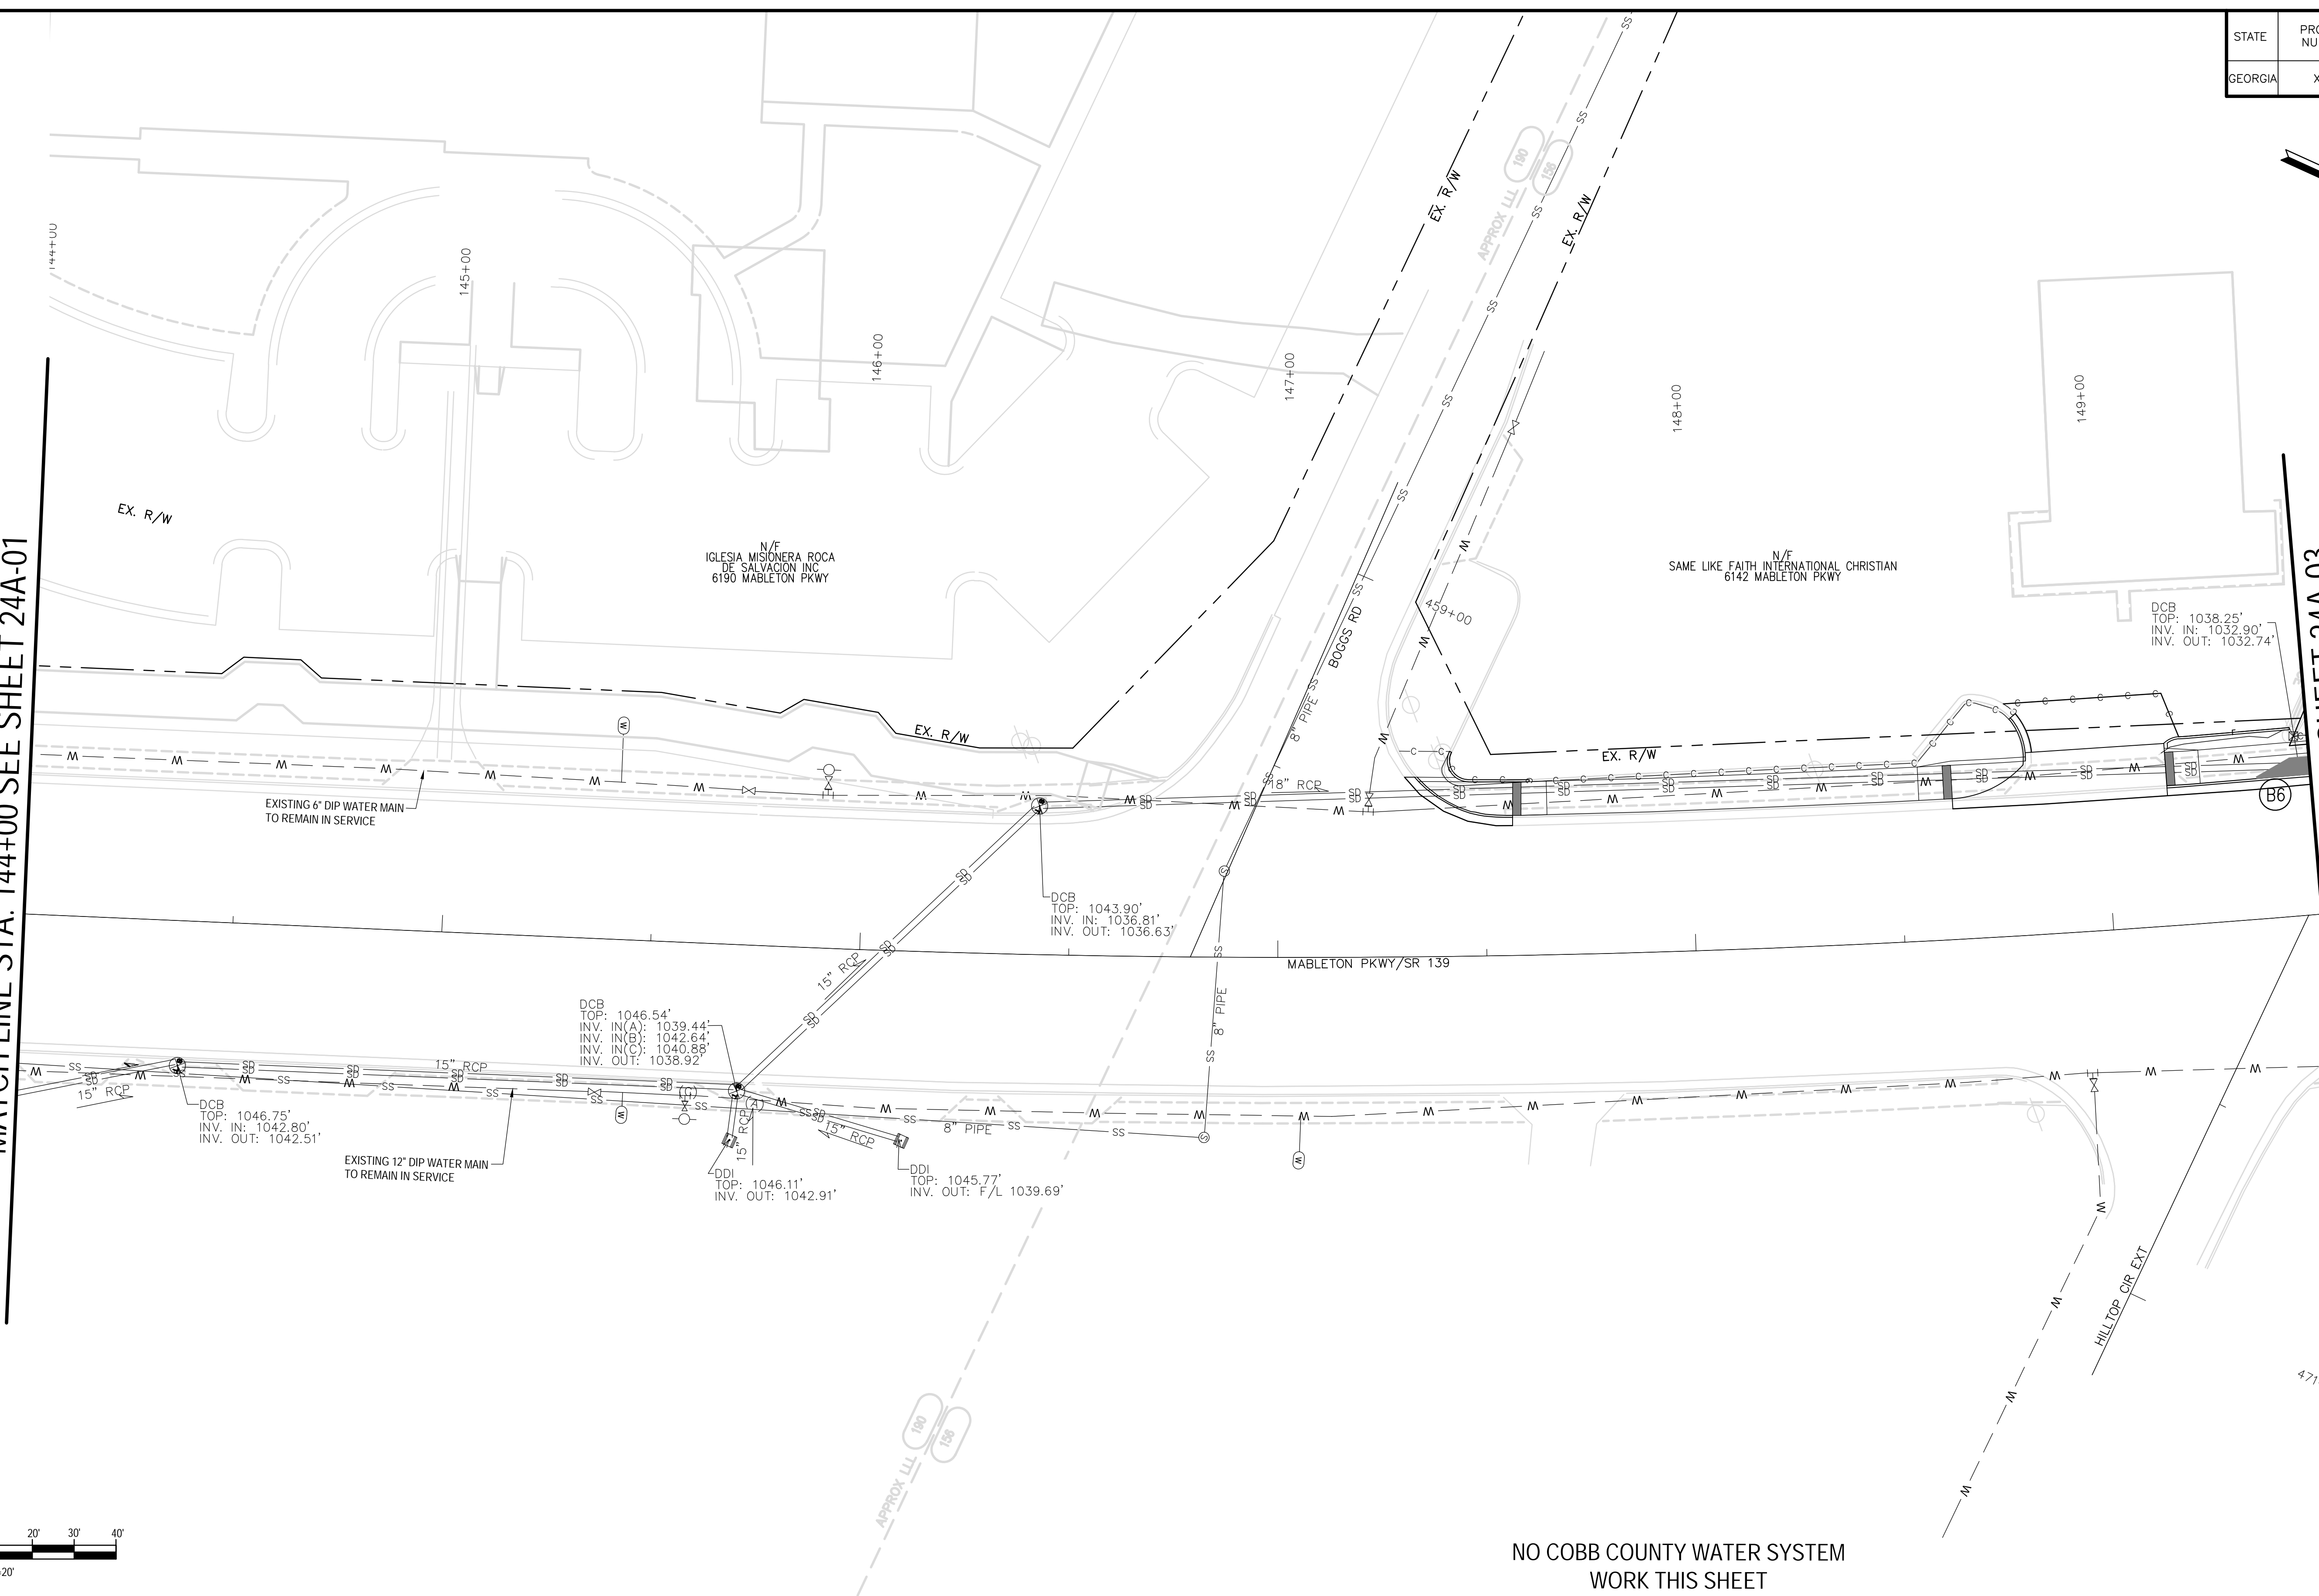 STATE
GEORGIA
144+00
145+00
146+00
147+00
148+00
149+00
EX. R/W
EX. R/W
APPROX LLL
190
156
EX. R/W
N/F
IGLESIA MISIONERA ROCA
DE SALVACION INC
6190 MABLETON PKWY
N/F
SAME LIKE FAITH INTERNATIONAL CHRISTIAN
6142 MABLETON PKWY
459+00
BOGGS RD
8" PIPE
DCB
TOP: 1038.25'
INV. IN: 1032.90'
INV. OUT: 1032.74'
MATCHLINE STA. 144+00 SEE SHEET 24A-01
SHEET 24A-03
EX. R/W
EX. R/W
B6
EXISTING 6" DIP WATER MAIN
TO REMAIN IN SERVICE
18" RCP
DCB
TOP: 1043.90'
INV. IN: 1036.81'
INV. OUT: 1036.63'
15" RCP
MABLETON PKWY/SR 139
8" PIPE
DCB
TOP: 1046.54'
INV. IN(A): 1039.44'
INV. IN(B): 1042.64'
INV. IN(C): 1040.88'
INV. OUT: 1038.92'
15" RCP
15" RCP
DCB
TOP: 1046.75'
INV. IN: 1042.80'
INV. OUT: 1042.51'
(C)
(A)
15" RCP
15" RCP
8" PIPE
EXISTING 12" DIP WATER MAIN
TO REMAIN IN SERVICE
DDI
TOP: 1046.11'
INV. OUT: 1042.91'
DDI
TOP: 1045.77'
INV. OUT: F/L 1039.69'
HILLTOP CIR EXT
APPROX LLL
190
156
20' 30' 40'
NO COBB COUNTY WATER SYSTEM
WORK THIS SHEET